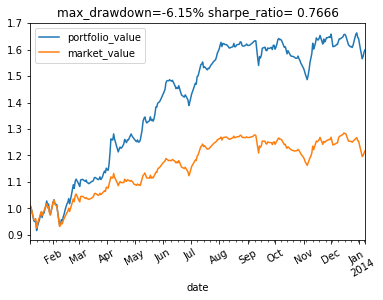 max_drawdown=-6.15% sharpe_ratio= 0.7666
1.7
1.6
1.5
1.4
1.3
1.2
1.1
1.0
0.9
portfolio_value
market_value
Feb Mar Apr May Jun Jul Aug Sep Oct Nov Dec Jan
2014
date